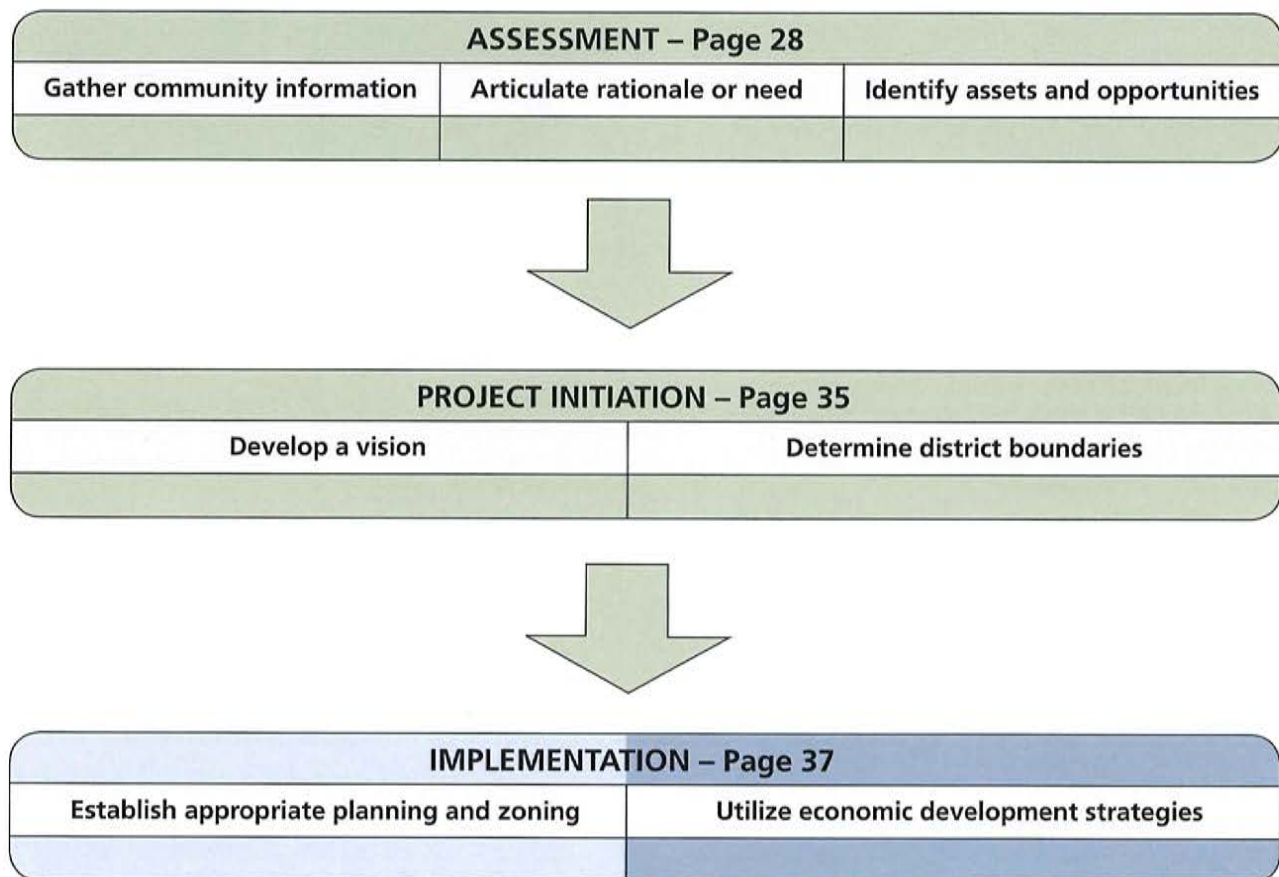 ASSESSMENT – Page 28
Gather community information
Articulate rationale or need
Identify assets and opportunities
PROJECT INITIATION – Page 35
Develop a vision
Determine district boundaries
IMPLEMENTATION – Page 37
Establish appropriate planning and zoning
Utilize economic development strategies